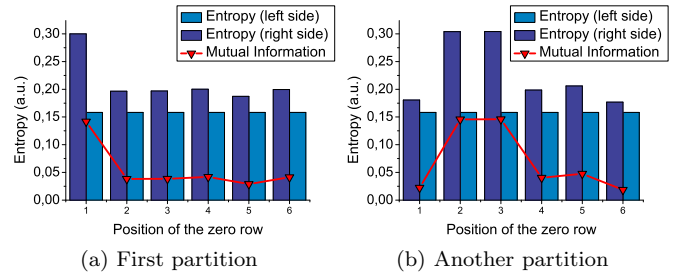 Entropy (left side)
Entropy (right side)
Mutual Information
0,30
0,25
0,20
0,15
0,10
0,05
0,00
Entropy (a.u.)
1 2 3 4 5 6
Position of the zero row
(a) First partition
Entropy (left side)
Entropy (right side)
Mutual Information
0,30
0,25
0,20
0,15
0,10
0,05
0,00
Entropy (a.u.)
1 2 3 4 5 6
Position of the zero row
(b) Another partition